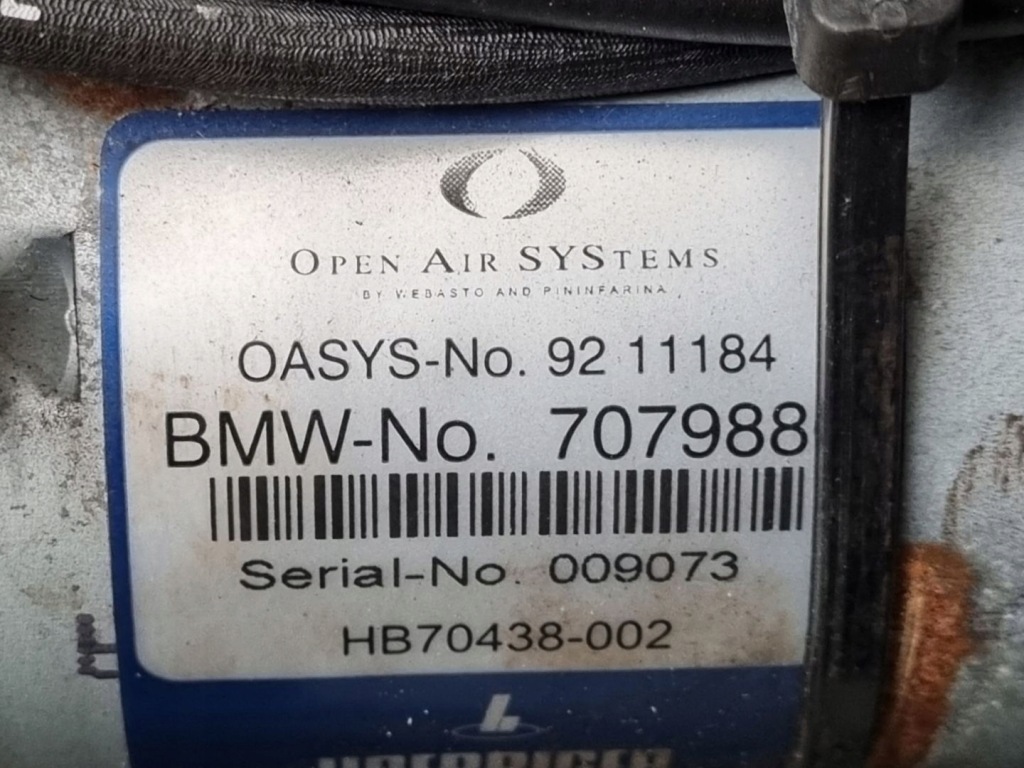 OPEN AIR SYSTEMS
BY WEBASTO AND PININFARINA
OASYS-No. 92 11184
BMW-No. 707988
Serial-No. 009073
HB70438-002